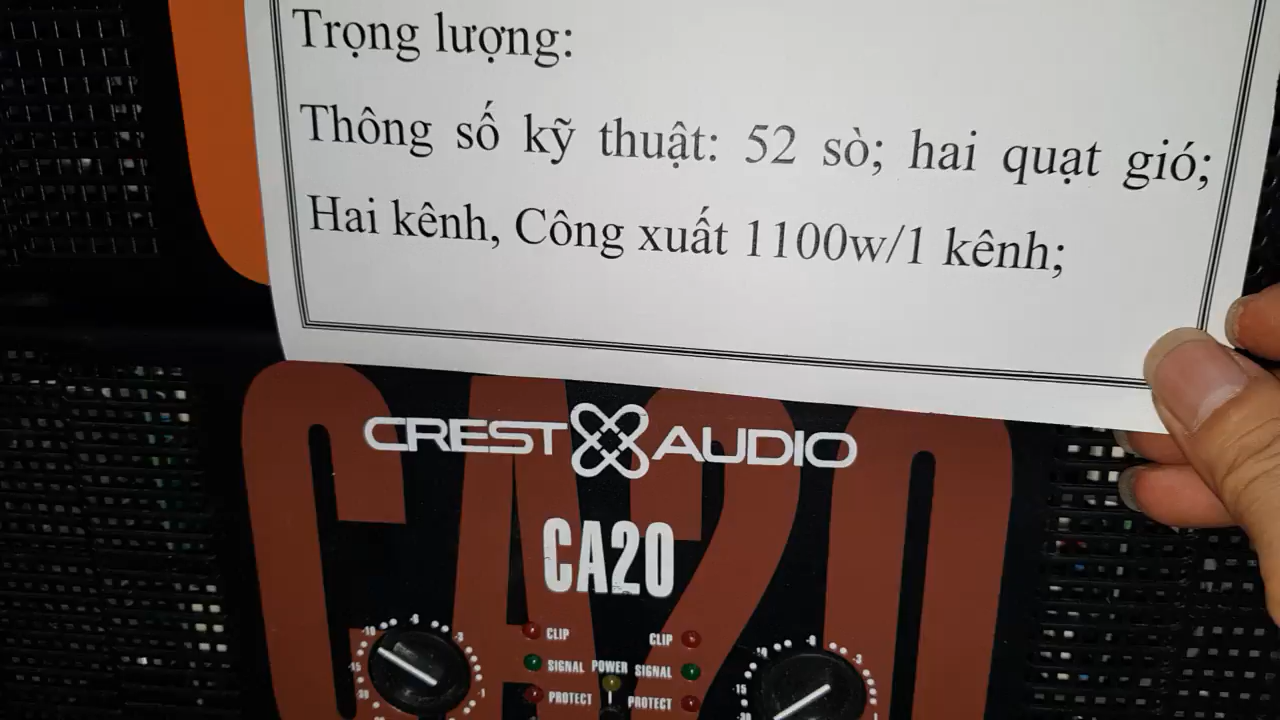 Trọng lượng:
Thông số kỹ thuật: 52 sò; hai quạt gió;
Hai kênh, Công xuất 1100w/1 kênh;
CREST AUDIO
CA20
CA20
CLIP CLIP
SIGNAL POWER SIGNAL
PROTECT PROTECT